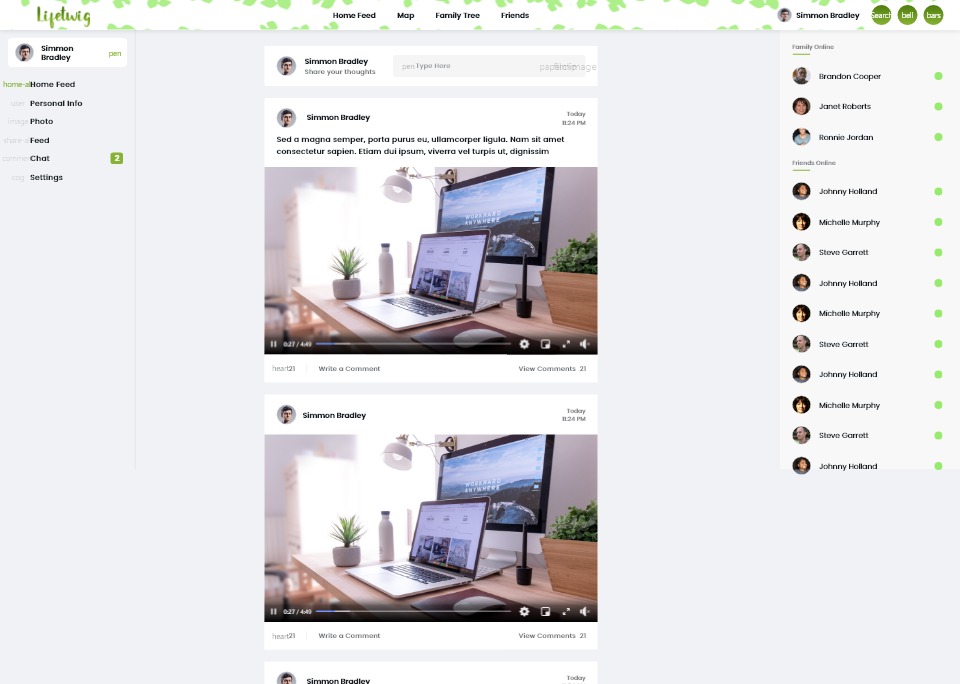 Lifetwig
Home Feed Map Family Tree Friends
Simmon Bradley
Search bell bars
Simmon
Bradley
pen
Home Feed
user Personal Info
image Photo
Feed
Chat 2
cog Settings
Simmon Bradley
Share your thoughts
pen Type Here
Simmon Bradley
Today
11:24 PM
Sed a magna semper, porta purus eu, ullamcorper ligula. Nam sit amet
consectetur sapien. Etiam dui ipsum, viverra vel turpis ut, dignissim
WORKHARD
ANYWHERE
0:27 / 4:49
heart 21 Write a Comment View Comments 21
Simmon Bradley
Today
11:24 PM
WORKHARD
ANYWHERE
0:27 / 4:49
heart 21 Write a Comment View Comments 21
Simmon Bradley
Today
Family Online
Brandon Cooper
Janet Roberts
Ronnie Jordan
Friends Online
Johnny Holland
Michelle Murphy
Steve Garrett
Johnny Holland
Michelle Murphy
Steve Garrett
Johnny Holland
Michelle Murphy
Steve Garrett
Johnny Holland